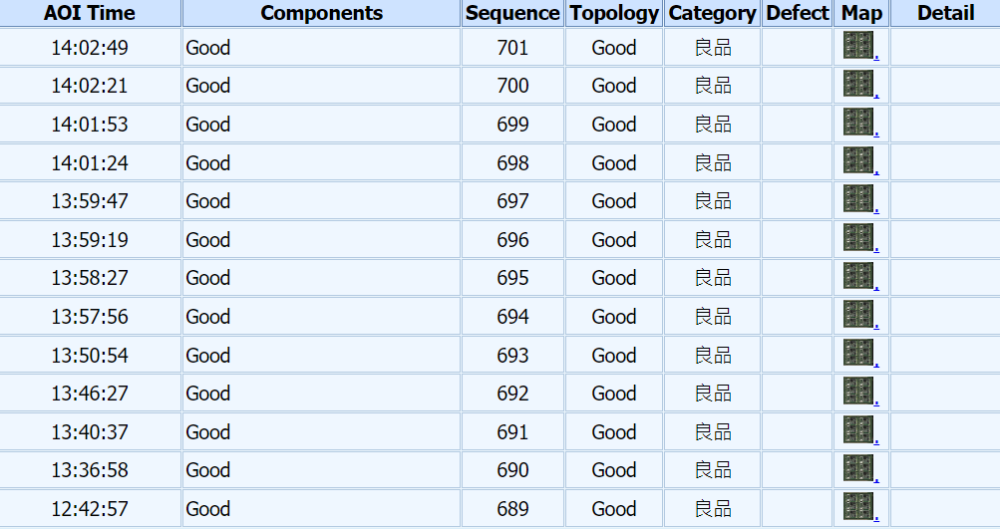 AOI Time Components Sequence Topology Category Defect Map Detail
14:02:49 Good 701 Good 良品 .
14:02:21 Good 700 Good 良品 .
14:01:53 Good 699 Good 良品 .
14:01:24 Good 698 Good 良品 .
13:59:47 Good 697 Good 良品 .
13:59:19 Good 696 Good 良品 .
13:58:27 Good 695 Good 良品 .
13:57:56 Good 694 Good 良品 .
13:50:54 Good 693 Good 良品 .
13:46:27 Good 692 Good 良品 .
13:40:37 Good 691 Good 良品 .
13:36:58 Good 690 Good 良品 .
12:42:57 Good 689 Good 良品 .